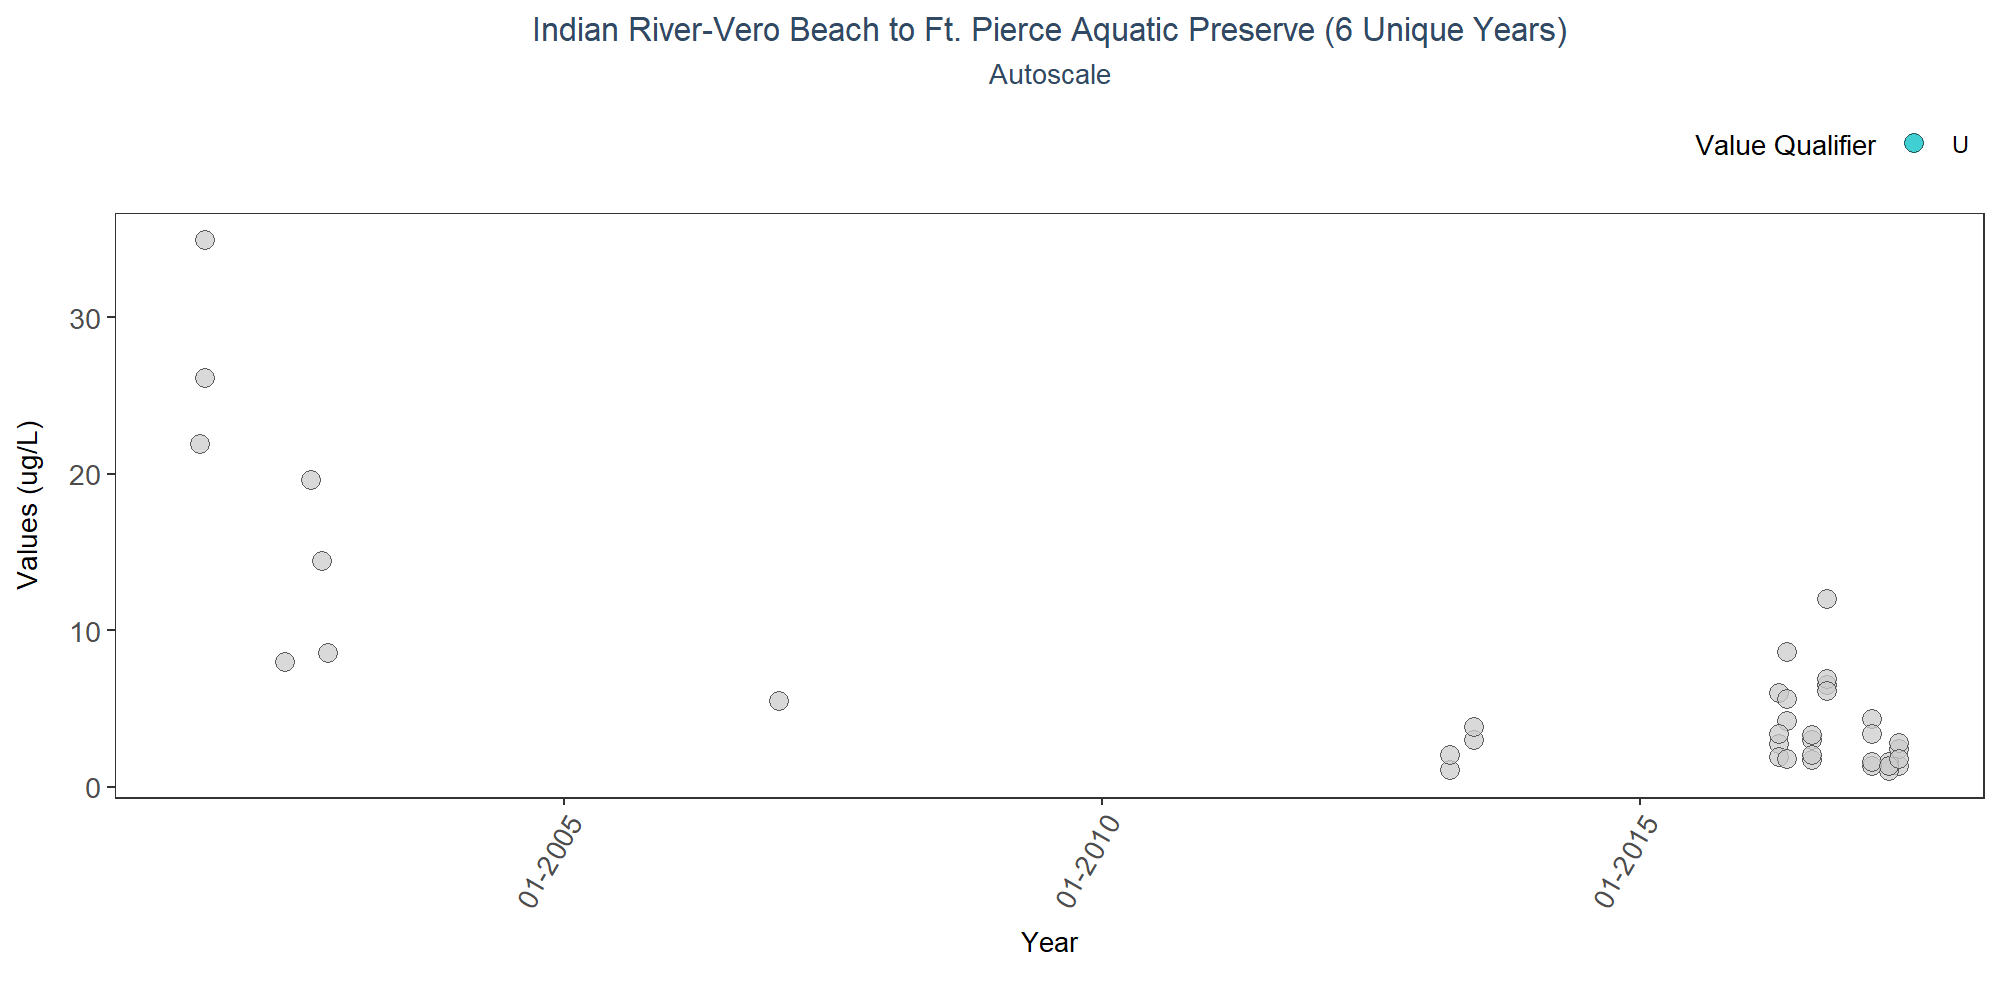 Indian River-Vero Beach to Ft. Pierce Aquatic Preserve (6 Unique Years)
Autoscale
Value Qualifier U
Values (ug/L)
30
20
10
0
01-2005
01-2010
01-2015
Year